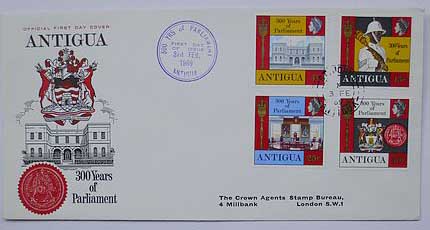 OFFICIAL FIRST DAY COVER
ANTIGUA
300 Years
of
Parliament
300 YRS of PARLIAMENT
FIRST DAY
OF ISSUE
3rd FEB.
1969
ANTIGUA
300 Years
of Parliament
ANTIGUA
300 Years
of Parliament
ANTIGUA
300 Years
of Parliament
ANTIGUA
25c
300 Years
of Parliament
ANTIGUA
3 FE
The Crown Agents Stamp Bureau,
4 Millbank London S.W.1